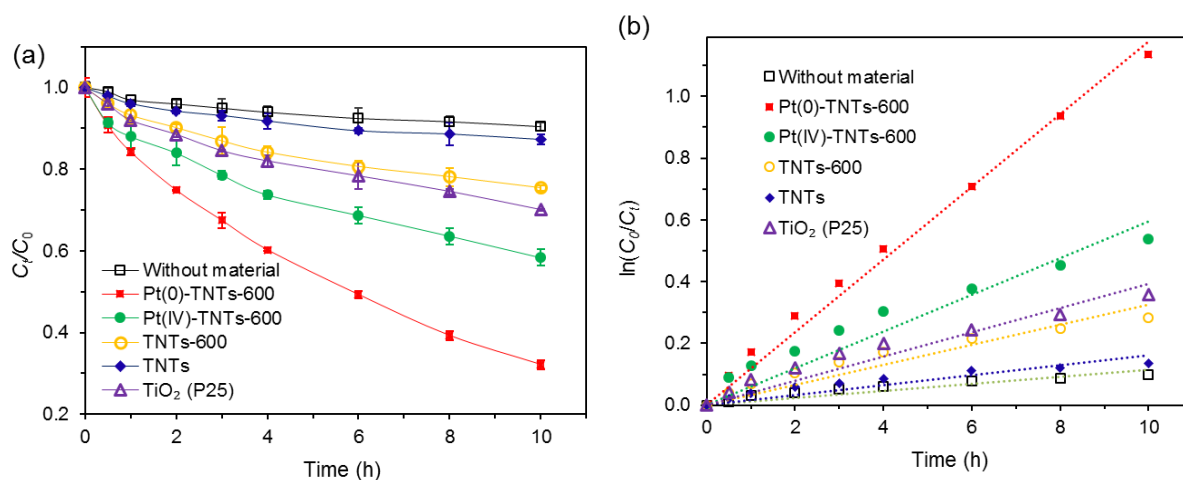 (a)
1.0
0.8
0.6
0.4
0.2
Cₜ/C₀
Without material
Pt(0)-TNTs-600
Pt(IV)-TNTs-600
TNTs-600
TNTs
TiO₂ (P25)
0 2 4 6 8 10
Time (h)
(b)
1.0
0.8
0.6
0.4
0.2
0.0
ln(C₀/Cₜ)
Without material
Pt(0)-TNTs-600
Pt(IV)-TNTs-600
TNTs-600
TNTs
TiO₂ (P25)
0 2 4 6 8 10
Time (h)